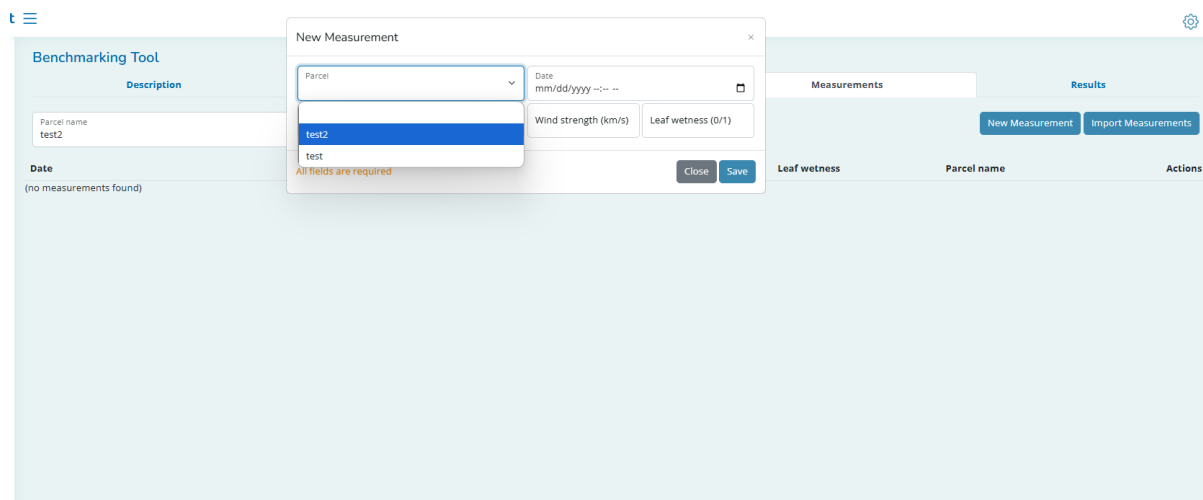 t
New Measurement
×
Benchmarking Tool
Description
Measurements
Results
Parcel
Date
mm/dd/yyyy --:-- --
test2
test
Wind strength (km/s)
Leaf wetness (0/1)
All fields are required
Close
Save
Parcel name
test2
New Measurement
Import Measurements
Date
Leaf wetness
Parcel name
Actions
(no measurements found)